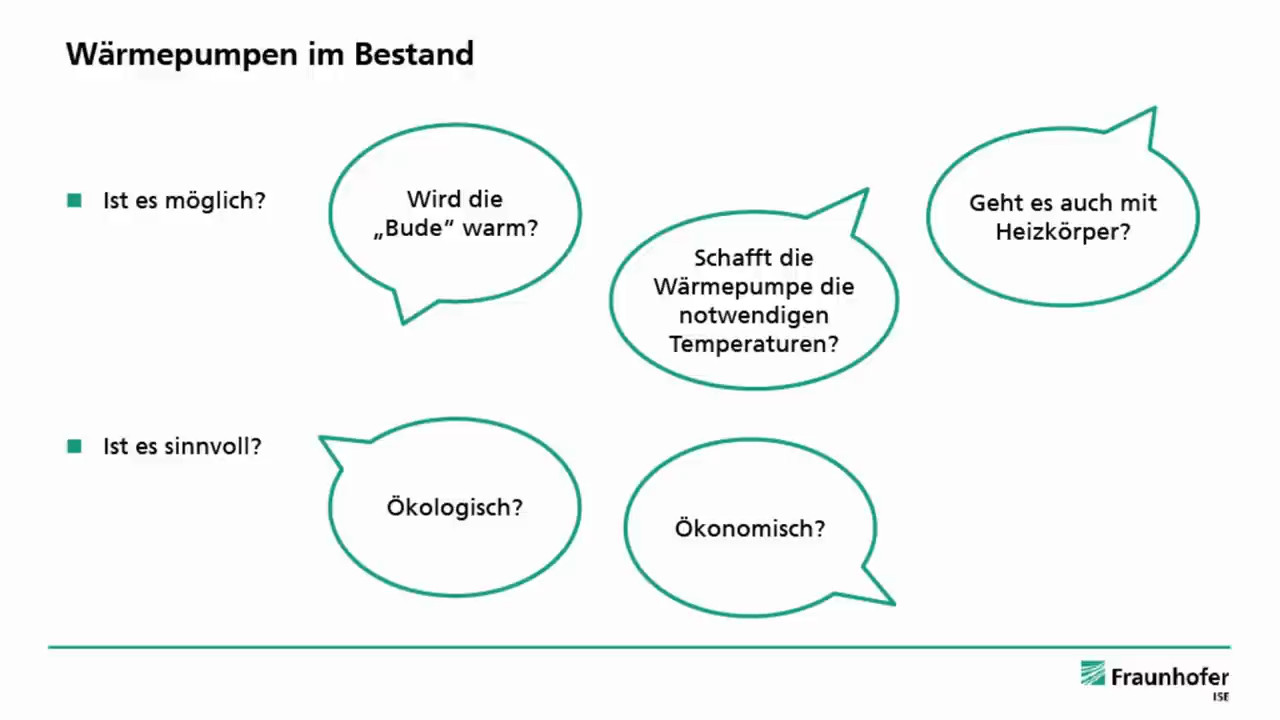 Wärmepumpen im Bestand
Ist es möglich?
Wird die
„Bude“ warm?
Schafft die
Wärmepumpe die
notwendigen
Temperaturen?
Geht es auch mit
Heizkörper?
Ist es sinnvoll?
Ökologisch?
Ökonomisch?
Fraunhofer
ISE